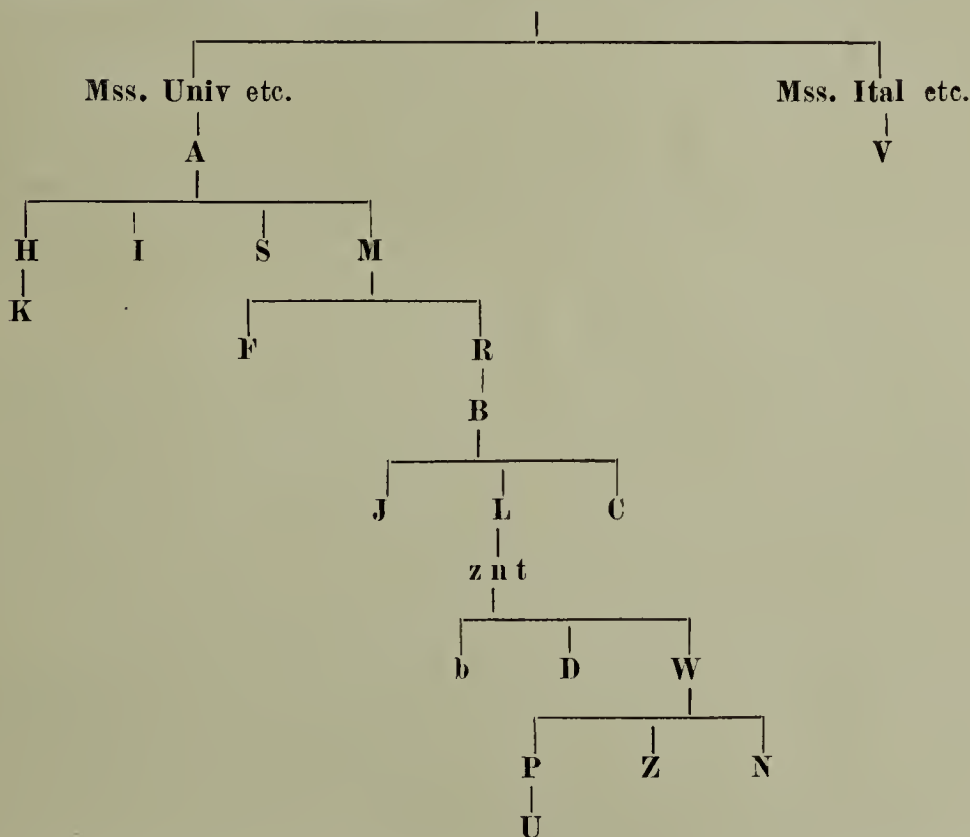 Mss. Univ etc. Mss. Ital etc.
A V
H I S M
K
F R
B
J L C
z n t
b D W
P Z N
U